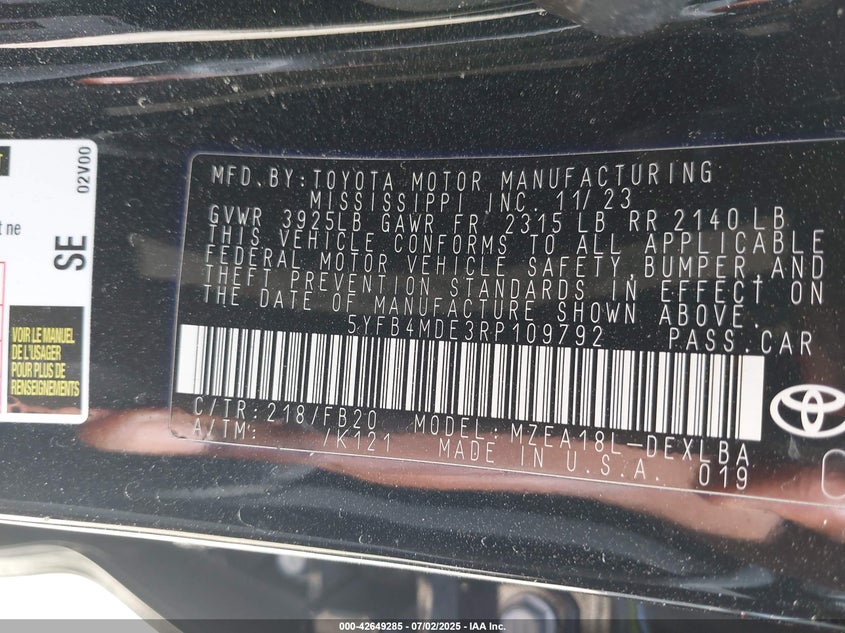 02V00
t ne
SE
VOIR LE MANUEL
DE L'USAGER
POUR PLUS DE
RENSEIGNEMENTS
MFD.BY:TOYOTA MOTOR MANUFACTURING
MISSISSIPPI INC. 11/23
GVWR 3925LB GAWR FR 2315 LB RR 2140 LB
THIS VEHICLE CONFORMS TO ALL APPLICABLE
FEDERAL MOTOR VEHICLE SAFETY,BUMPER AND
THEFT PREVENTION STANDARDS IN EFFECT ON
THE DATE OF MANUFACTURE SHOWN ABOVE.
5YFB4MDE3RP109792 PASS.CAR
C/TR:218/FB20 MODEL:MZEA18L-DEXLBA
A/TM: /K121 MADE IN U.S.A. 019
000-42649285 - 07/02/2025 - IAA Inc.